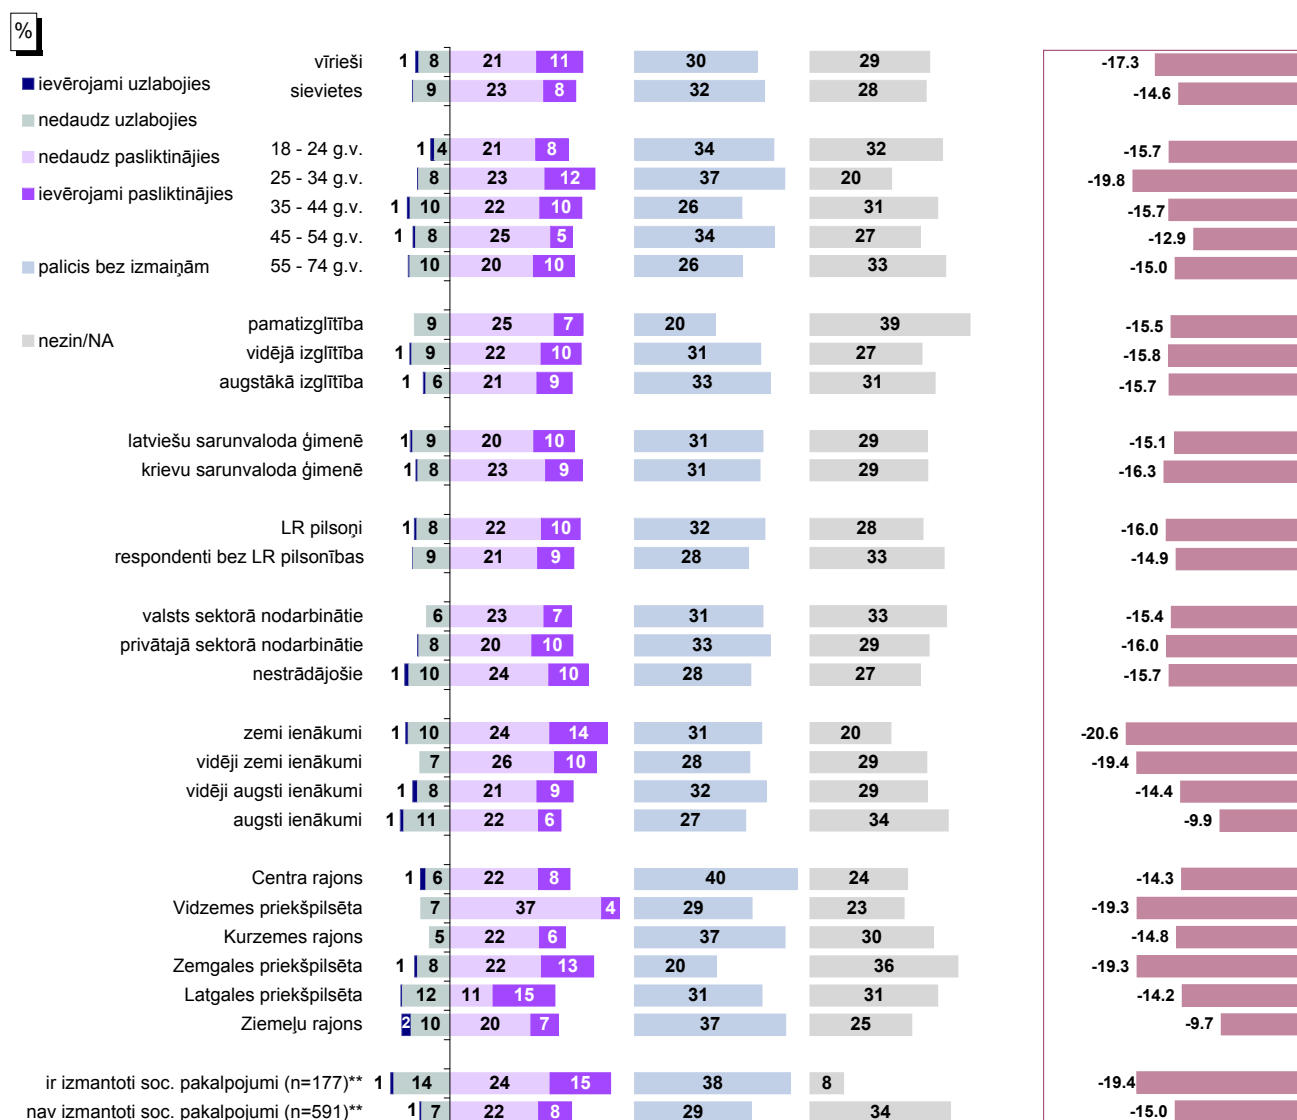 %
ievērojami uzlabojies
nedaudz uzlabojies
nedaudz pasliktinājies
ievērojami pasliktinājies
palicis bez izmaiņām
nezin/NA
vīrieši 1 8 21 11 30 29 -17.3
sievietes 9 23 8 32 28 -14.6
18 - 24 g.v. 1 4 21 8 34 32 -15.7
25 - 34 g.v. 8 23 12 37 20 -19.8
35 - 44 g.v. 1 10 22 10 26 31 -15.7
45 - 54 g.v. 1 8 25 5 34 27 -12.9
55 - 74 g.v. 10 20 10 26 33 -15.0
pamatizglītība 9 25 7 20 39 -15.5
vidējā izglītība 1 9 22 10 31 27 -15.8
augstākā izglītība 1 6 21 9 33 31 -15.7
latviešu sarunvaloda ģimenē 1 9 20 10 31 29 -15.1
krievu sarunvaloda ģimenē 1 8 23 9 31 29 -16.3
LR pilsoņi 1 8 22 10 32 28 -16.0
respondenti bez LR pilsonības 9 21 9 28 33 -14.9
valsts sektorā nodarbinātie 6 23 7 31 33 -15.4
privātajā sektorā nodarbinātie 8 20 10 33 29 -16.0
nestrādājošie 1 10 24 10 28 27 -15.7
zemi ienākumi 1 10 24 14 31 20 -20.6
vidēji zemi ienākumi 7 26 10 28 29 -19.4
vidēji augsti ienākumi 1 8 21 9 32 29 -14.4
augsti ienākumi 1 11 22 6 27 34 -9.9
Centra rajons 1 6 22 8 40 24 -14.3
Vidzemes priekšpilsēta 7 37 4 29 23 -19.3
Kurzemes rajons 5 22 6 37 30 -14.8
Zemgales priekšpilsēta 1 8 22 13 20 36 -19.3
Latgales priekšpilsēta 12 11 15 31 31 -14.2
Ziemeļu rajons 2 10 20 7 37 25 -9.7
ir izmantoti soc. pakalpojumi (n=177)** 1 14 24 15 38 8 -19.4
nav izmantoti soc. pakalpojumi (n=591)** 1 7 22 8 29 34 -15.0